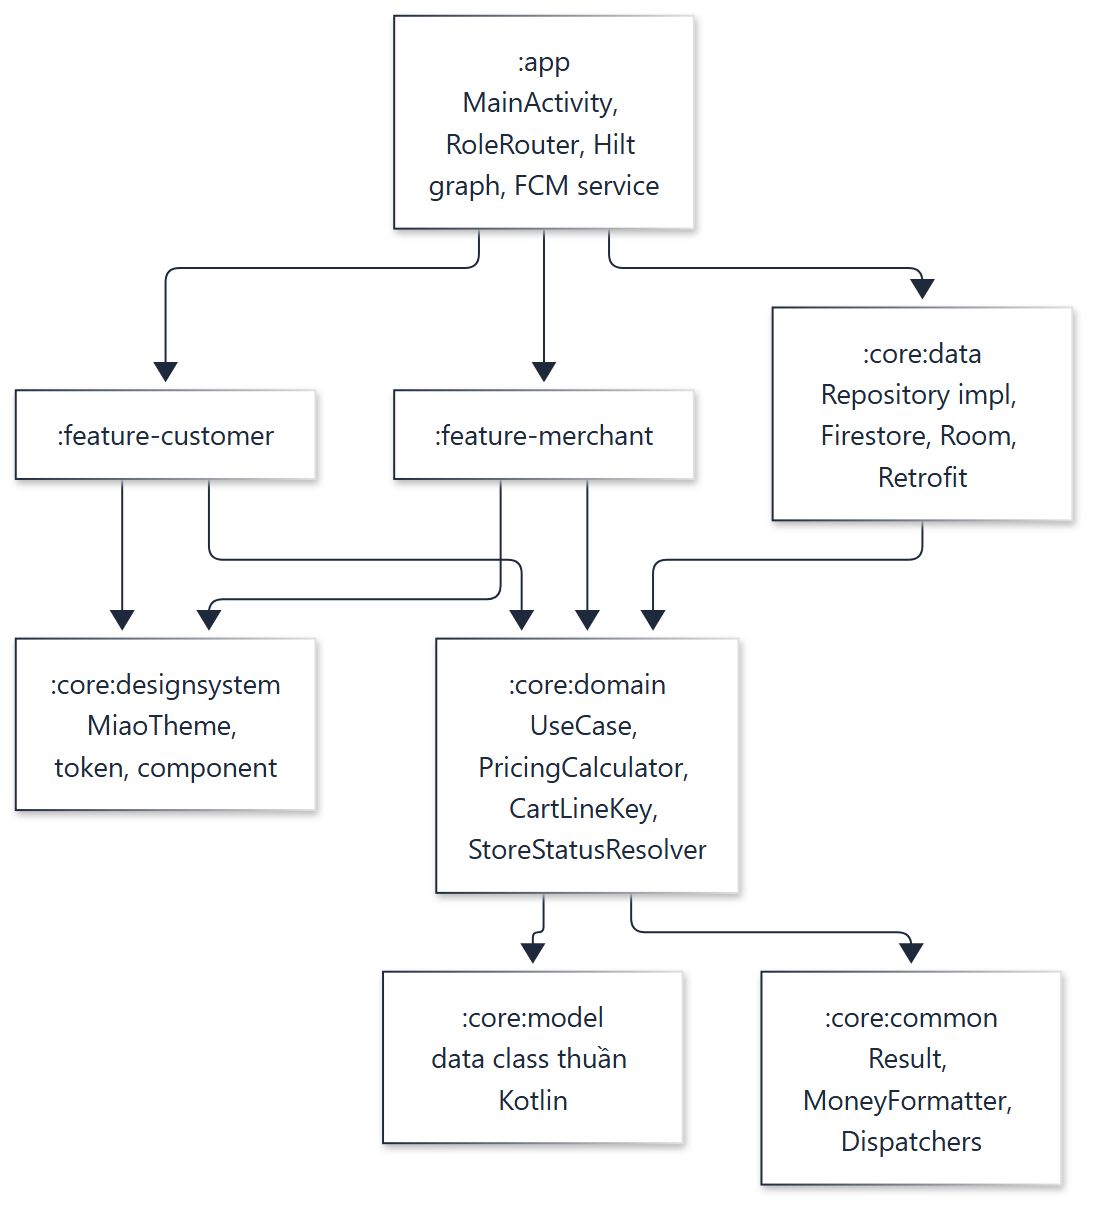 :app
MainActivity,
RoleRouter, Hilt
graph, FCM service
:core:data
Repository impl,
Firestore, Room,
Retrofit
:feature-customer
:feature-merchant
:core:designsystem
MiaoTheme,
token, component
:core:domain
UseCase,
PricingCalculator,
CartLineKey,
StoreStatusResolver
:core:model
data class thuần
Kotlin
:core:common
Result,
MoneyFormatter,
Dispatchers